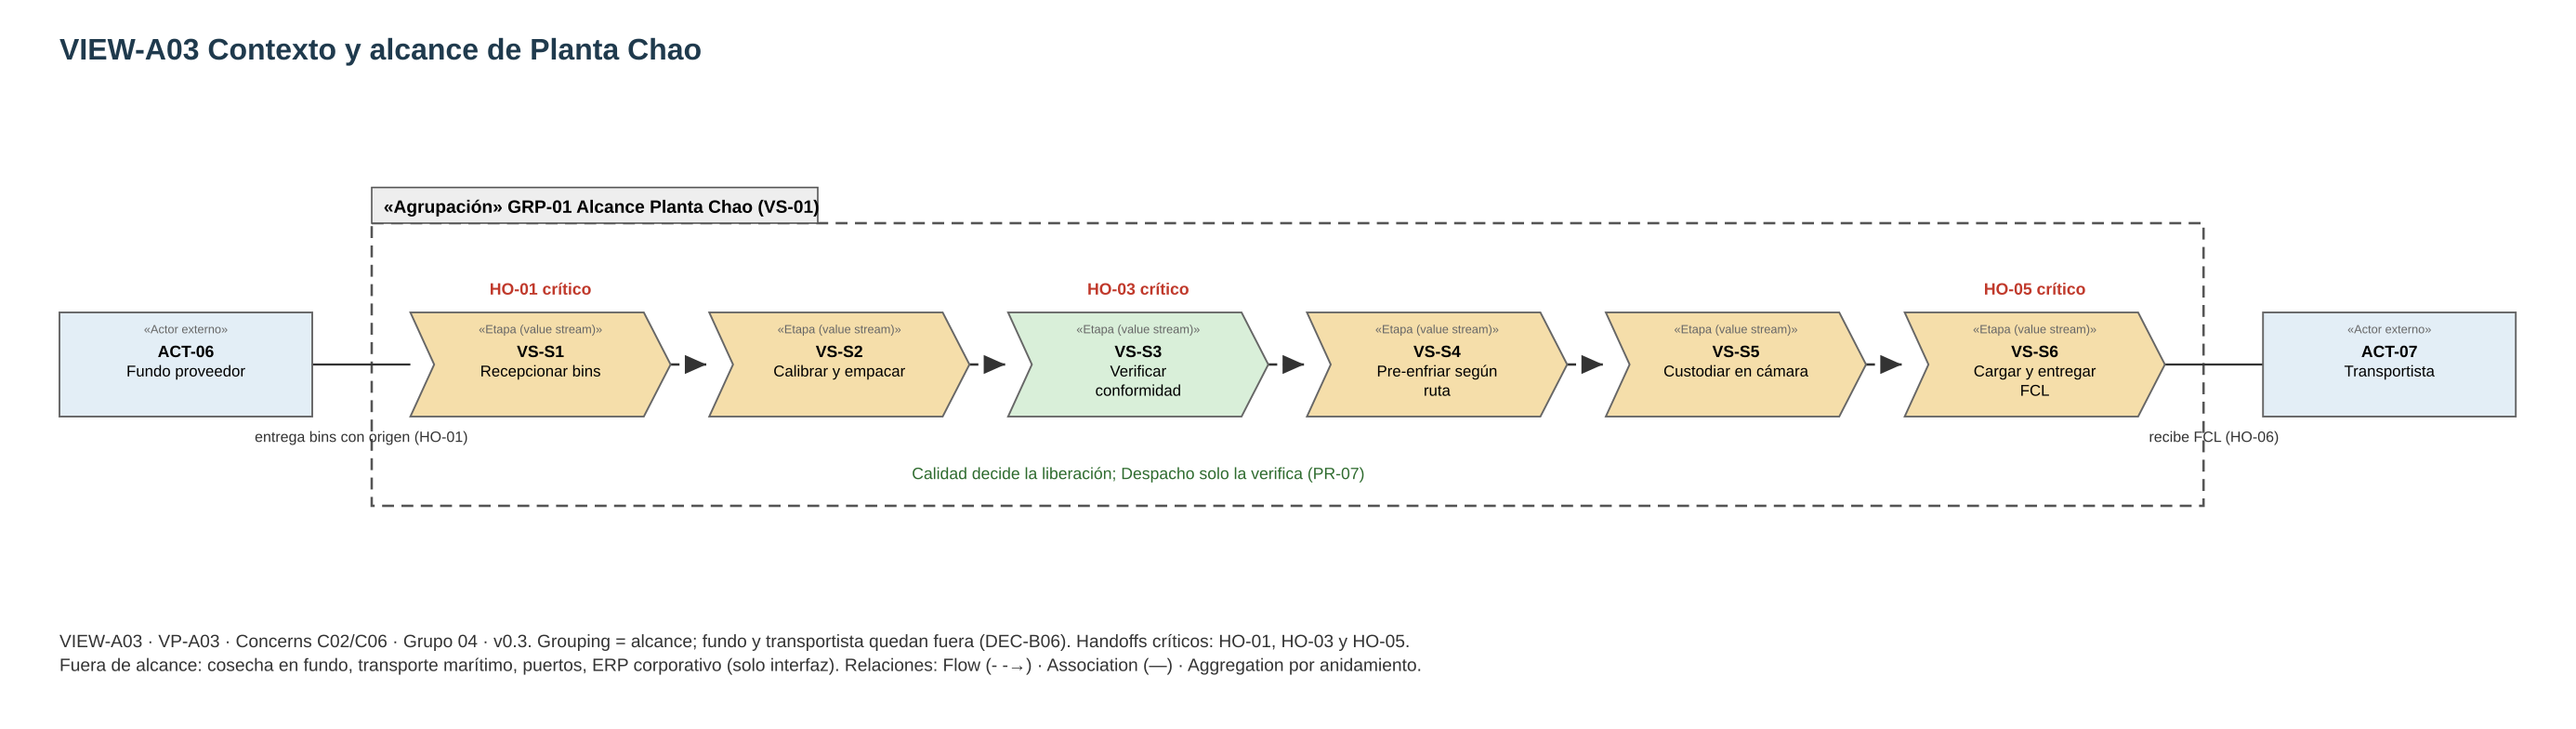 VIEW-A03 Contexto y alcance de Planta Chao
«Agrupación» GRP-01 Alcance Planta Chao (VS-01)
HO-01 crítico
HO-03 crítico
HO-05 crítico
«Actor externo»
ACT-06
Fundo proveedor
«Etapa (value stream)»
VS-S1
Recepcionar bins
«Etapa (value stream)»
VS-S2
Calibrar y empacar
«Etapa (value stream)»
VS-S3
Verificar
conformidad
«Etapa (value stream)»
VS-S4
Pre-enfriar según
ruta
«Etapa (value stream)»
VS-S5
Custodiar en cámara
«Etapa (value stream)»
VS-S6
Cargar y entregar
FCL
«Actor externo»
ACT-07
Transportista
entrega bins con origen (HO-01)
recibe FCL (HO-06)
Calidad decide la liberación; Despacho solo la verifica (PR-07)
VIEW-A03 · VP-A03 · Concerns C02/C06 · Grupo 04 · v0.3. Grouping = alcance; fundo y transportista quedan fuera (DEC-B06). Handoffs críticos: HO-01, HO-03 y HO-05.
Fuera de alcance: cosecha en fundo, transporte marítimo, puertos, ERP corporativo (solo interfaz). Relaciones: Flow (- -→) · Association (—) · Aggregation por anidamiento.